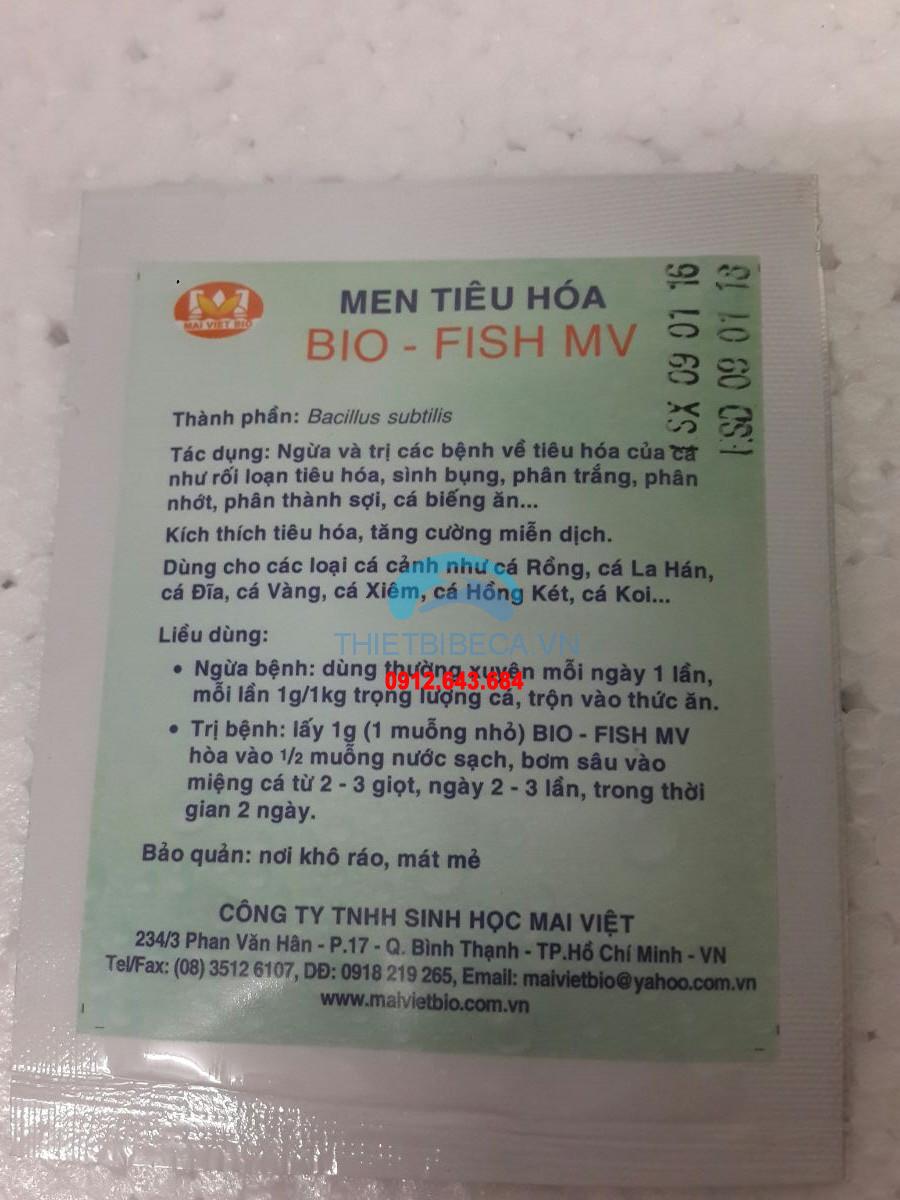 MAI VIET BIO
MEN TIÊU HÓA
BIO - FISH MV
SX 09 01 16
HSD 09 01 18
Thành phần: Bacillus subtilis
Tác dụng: Ngừa và trị các bệnh về tiêu hóa của cá
như rối loạn tiêu hóa, sình bụng, phân trắng, phân
nhớt, phân thành sợi, cá biếng ăn...
Kích thích tiêu hóa, tăng cường miễn dịch.
Dùng cho các loại cá cảnh như cá Rồng, cá La Hán,
cá Đĩa, cá Vàng, cá Xiêm, cá Hồng Két, cá Koi...
Liều dùng:
THIETBIBECA.VN
• Ngừa bệnh: dùng thường xuyên mỗi ngày 1 lần,
0912.643.684
mỗi lần 1g/1kg trọng lượng cá, trộn vào thức ăn.
• Trị bệnh: lấy 1g (1 muỗng nhỏ) BIO - FISH MV
hòa vào 1/2 muỗng nước sạch, bơm sâu vào
miệng cá từ 2 - 3 giọt, ngày 2 - 3 lần, trong thời
gian 2 ngày.
Bảo quản: nơi khô ráo, mát mẻ
CÔNG TY TNHH SINH HỌC MAI VIỆT
234/3 Phan Văn Hân - P.17 - Q. Bình Thạnh - TP.Hồ Chí Minh - VN
Tel/Fax: (08) 3512 6107, DĐ: 0918 219 265, Email: maivietbio@yahoo.com.vn
www.maivietbio.com.vn